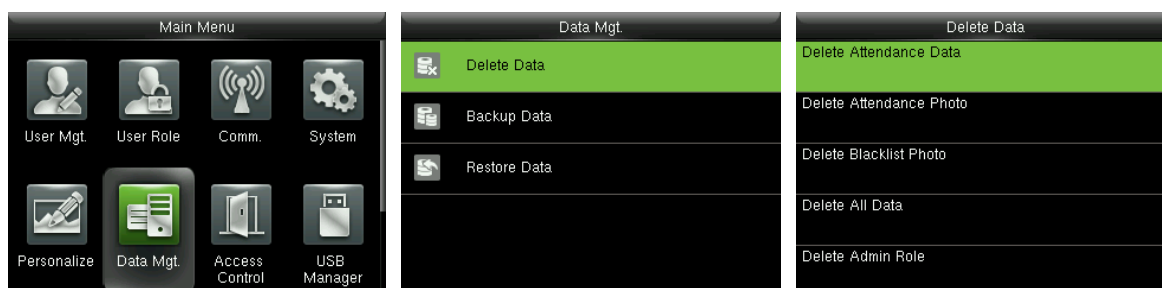 Main Menu
User Mgt.
User Role
Comm.
System
Personalize
Data Mgt.
Access
Control
USB
Manager
Data Mgt.
Delete Data
Backup Data
Restore Data
Delete Data
Delete Attendance Data
Delete Attendance Photo
Delete Blacklist Photo
Delete All Data
Delete Admin Role